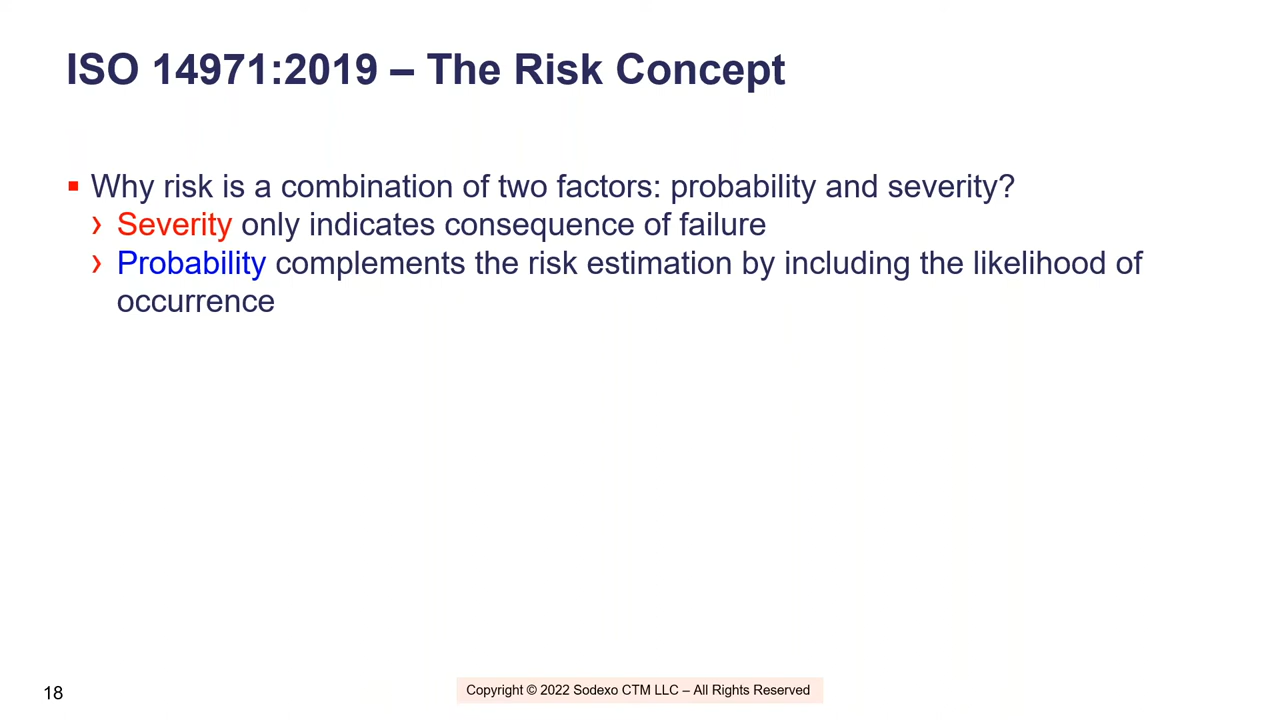 ISO 14971:2019 – The Risk Concept
▪ Why risk is a combination of two factors: probability and severity?
› Severity only indicates consequence of failure
› Probability complements the risk estimation by including the likelihood of
occurrence
18
Copyright © 2022 Sodexo CTM LLC – All Rights Reserved